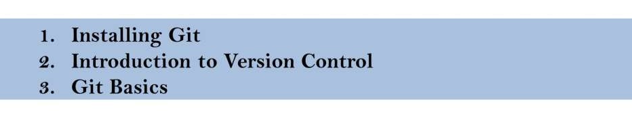 1. Installing Git
2. Introduction to Version Control
3. Git Basics